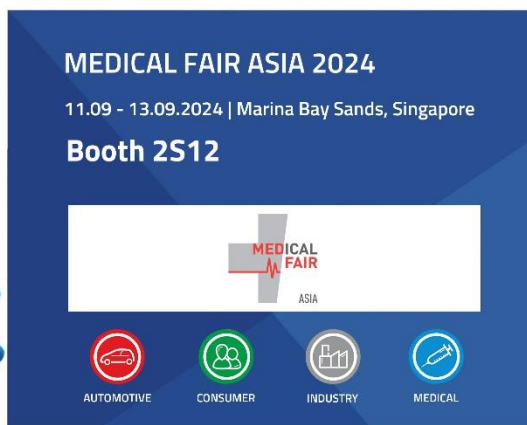 MEDICAL FAIR ASIA 2024
11.09 - 13.09.2024 | Marina Bay Sands, Singapore
Booth 2S12
MEDICAL
FAIR
ASIA
AUTOMOTIVE
CONSUMER
INDUSTRY
MEDICAL